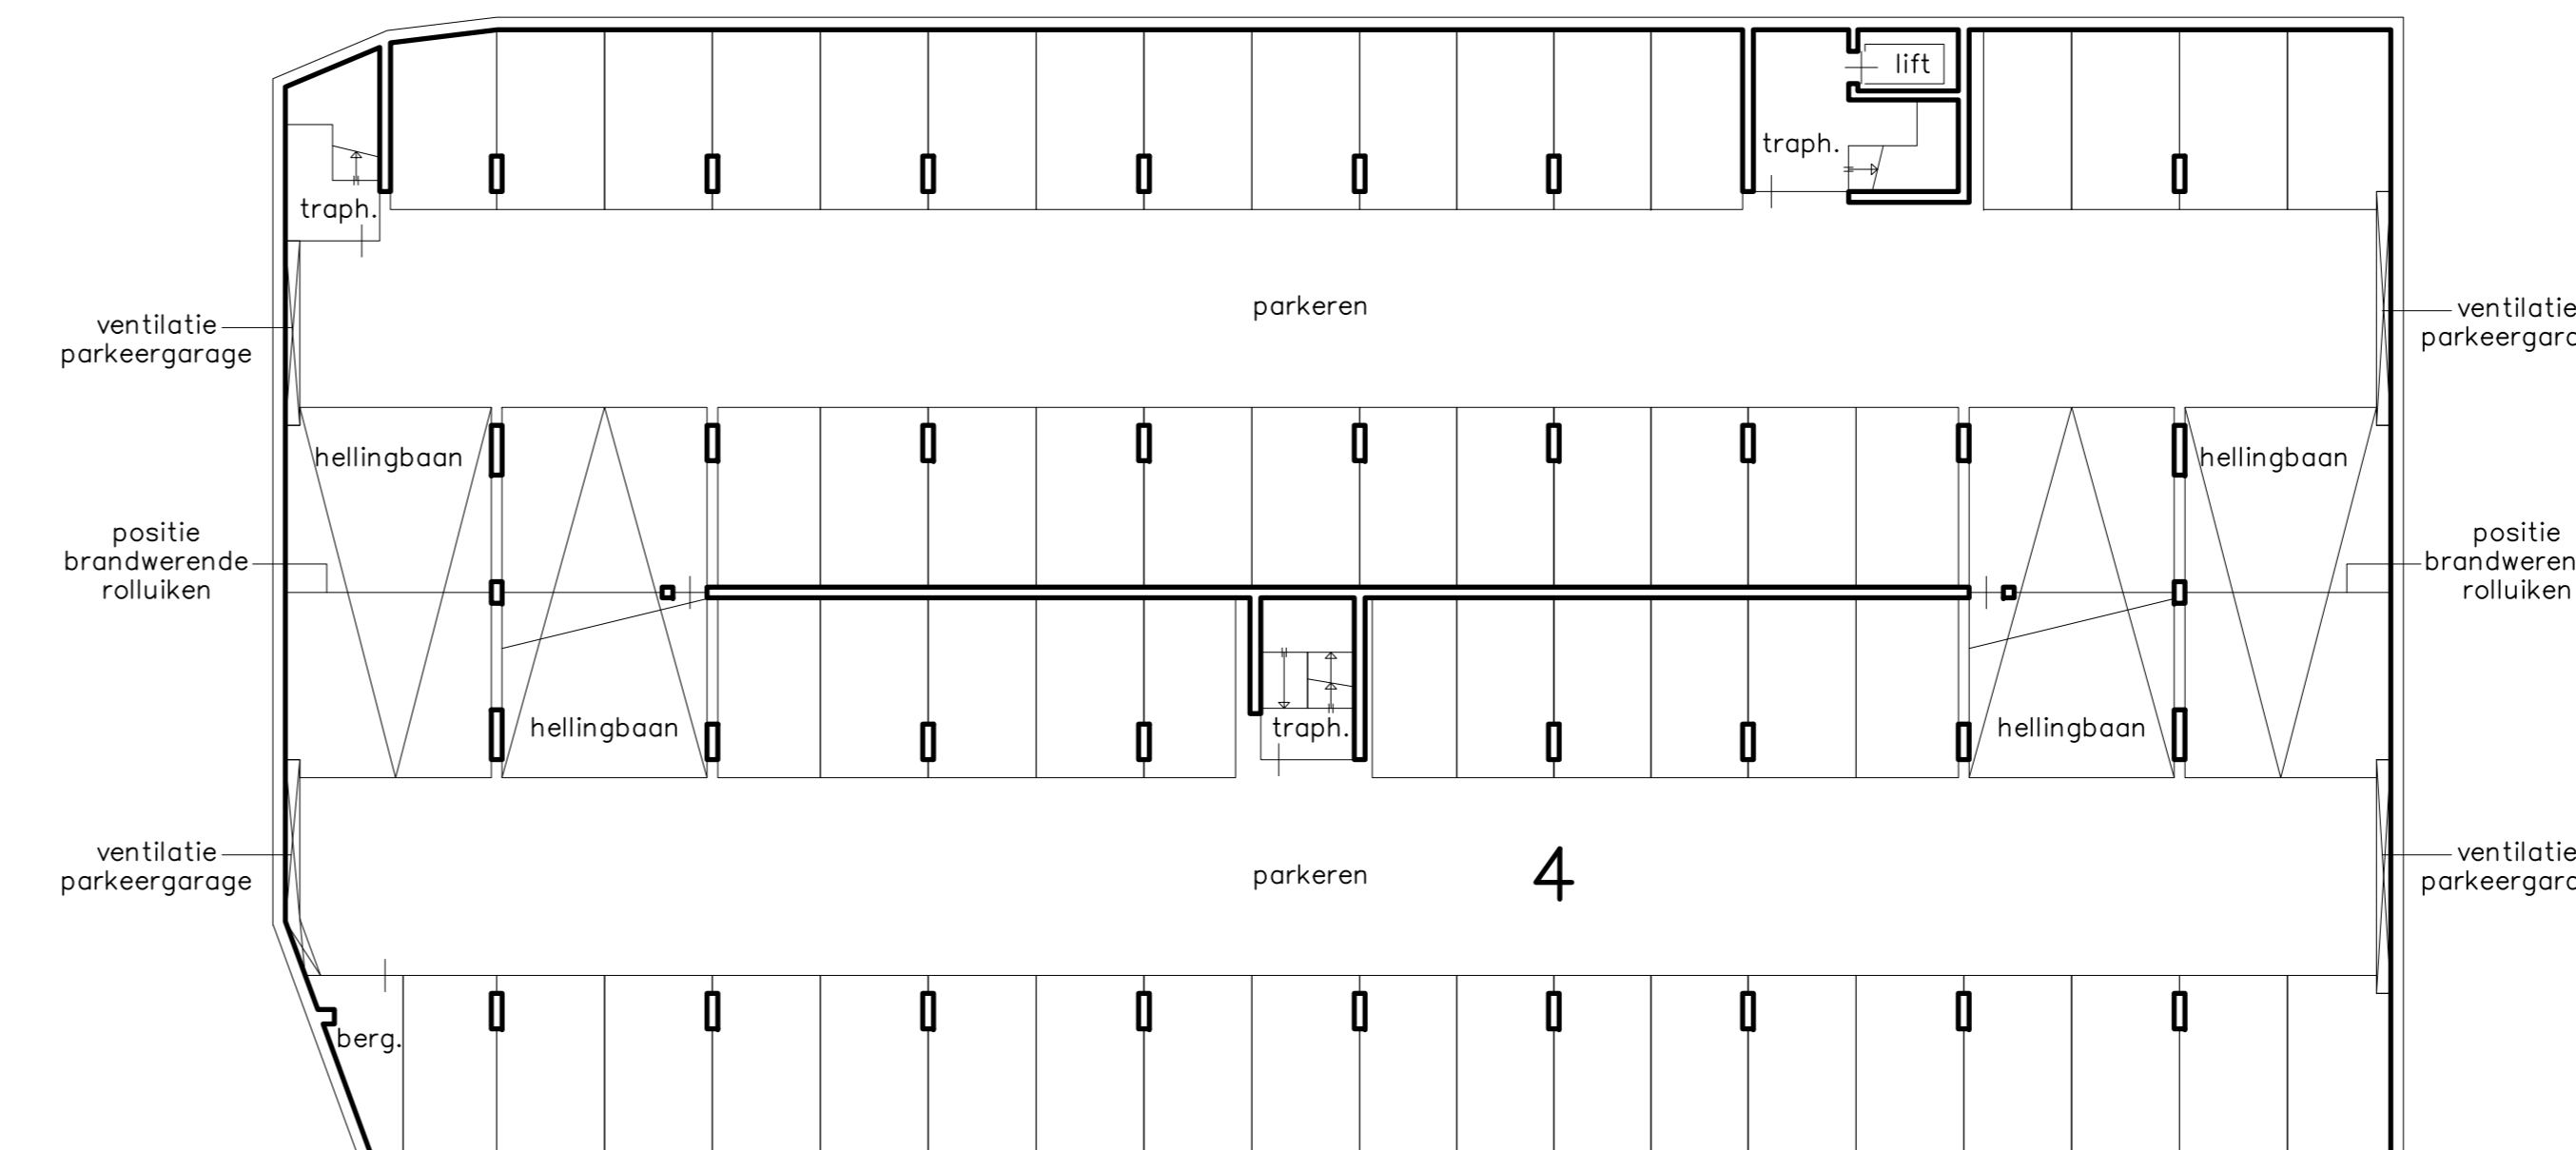 lift
traph.
traph.
parkeren
ventilatie
parkeergarage
ventilatie
parkeergara
hellingbaan
hellingbaan
positie
brandwerende
rolluiken
positie
brandweren
rolluiken
hellingbaan
traph.
hellingbaan
ventilatie
parkeergarage
parkeren
4
ventilatie
parkeergara
berg.